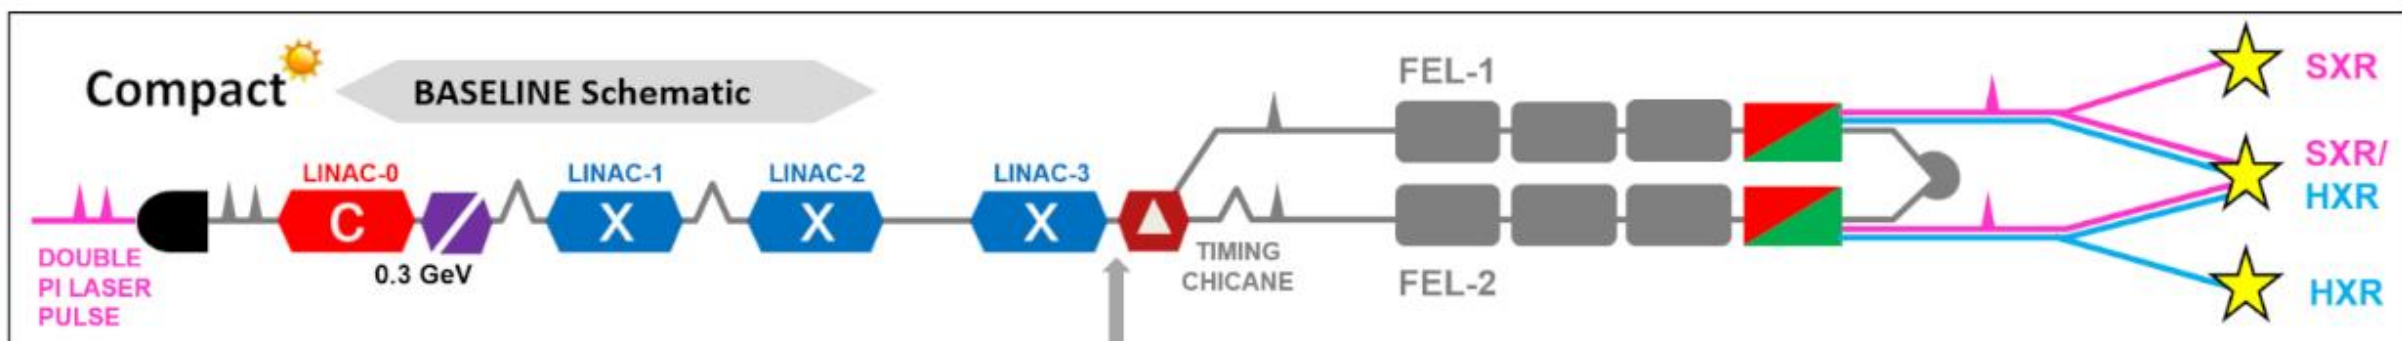 Compact
BASELINE Schematic
FEL-1
SXR
LINAC-0
LINAC-1
LINAC-2
LINAC-3
SXR/
HXR
C
X
X
X
DOUBLE
PI LASER
PULSE
0.3 GeV
TIMING
CHICANE
FEL-2
HXR